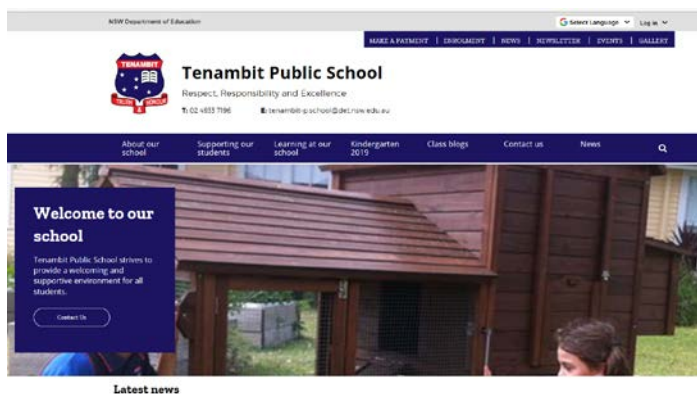 NSW Department of Education
Select Language
Log in
MAKE A PAYMENT | ENROLMENT | NEWS | NEWSLETTER | EVENTS | GALLERY
TENAMBIT
TRUTH & HONOUR
Tenambit Public School
Respect, Responsibility and Excellence
T: 02 4933 7196 E: tenambit-p.school@det.nsw.edu.au
About our school
Supporting our students
Learning at our school
Kindergarten 2019
Class blogs
Contact us
News
Welcome to our
school
Tenambit Public School strives to
provide a welcoming and
supportive environment for all
students.
Contact Us
Latest news